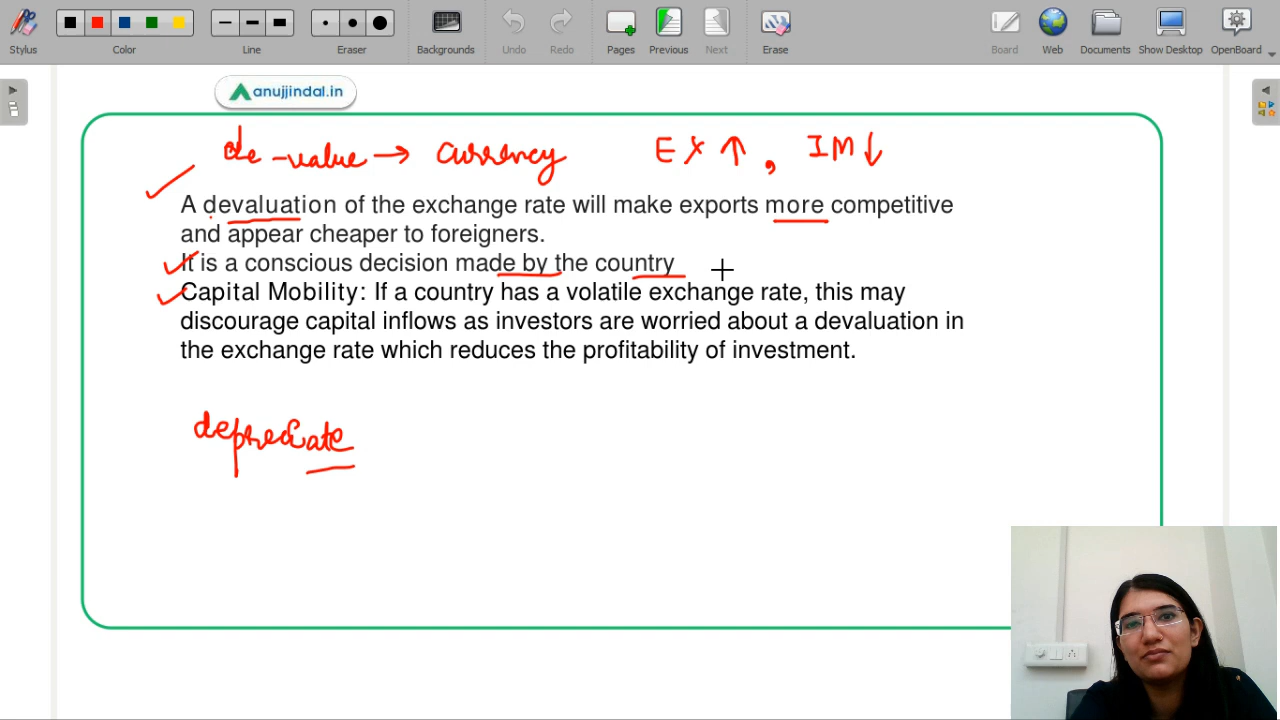 Stylus
Color
Line
Eraser
Backgrounds
Undo
Redo
Pages
Previous
Next
Erase
Board
Web
Documents
Show Desktop
OpenBoard
anujjindal.in
de-value → currency EX↑, IM↓
A devaluation of the exchange rate will make exports more competitive
and appear cheaper to foreigners.
It is a conscious decision made by the country
Capital Mobility: If a country has a volatile exchange rate, this may
discourage capital inflows as investors are worried about a devaluation in
the exchange rate which reduces the profitability of investment.
depreciate